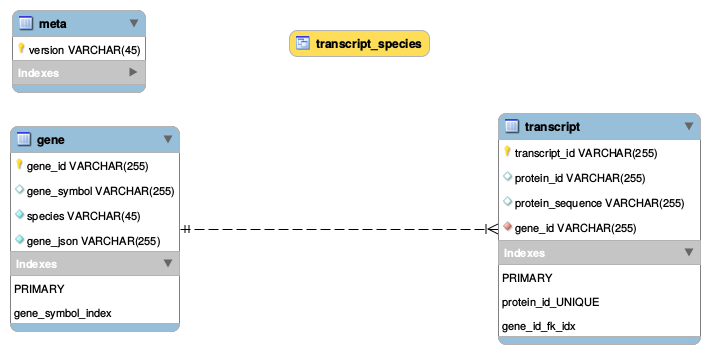 meta
version VARCHAR(45)
Indexes
transcript_species
gene
gene_id VARCHAR(255)
gene_symbol VARCHAR(255)
species VARCHAR(45)
gene_json VARCHAR(255)
Indexes
PRIMARY
gene_symbol_index
transcript
transcript_id VARCHAR(255)
protein_id VARCHAR(255)
protein_sequence VARCHAR(255)
gene_id VARCHAR(255)
Indexes
PRIMARY
protein_id_UNIQUE
gene_id_fk_idx